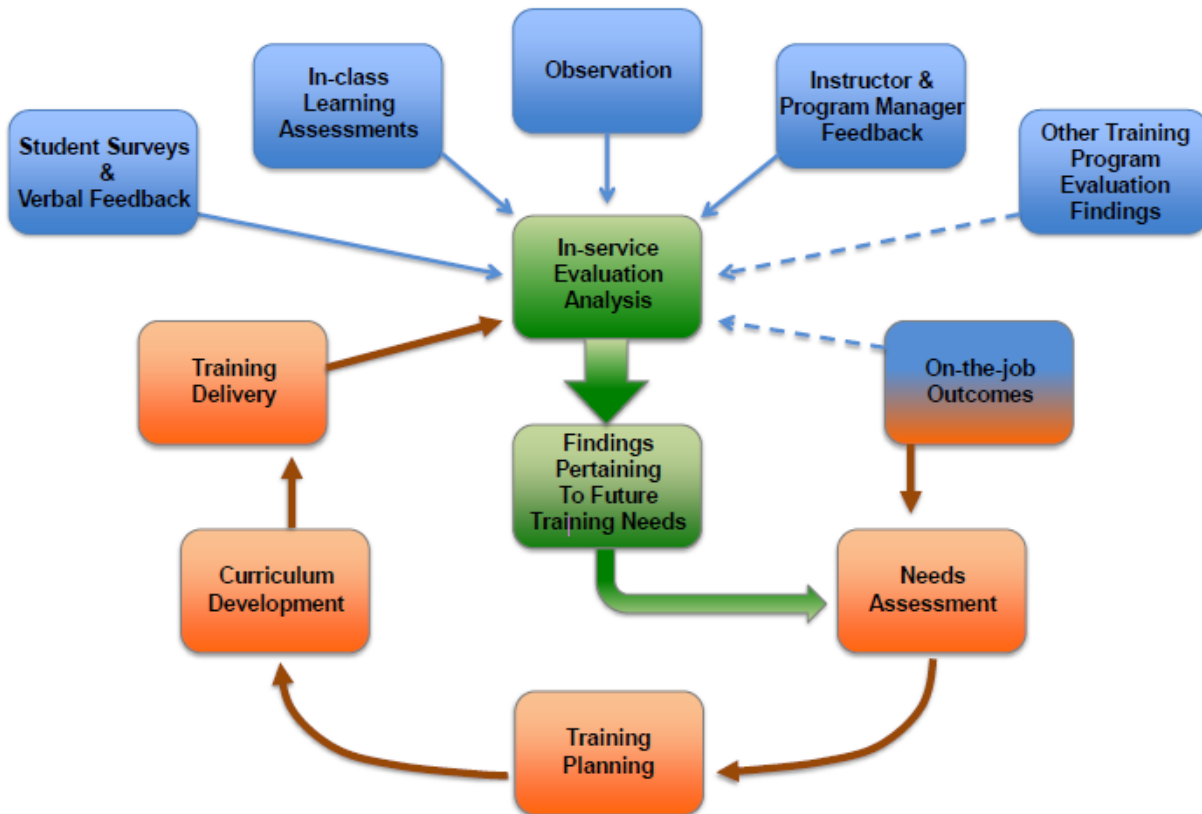 Student Surveys
&
Verbal Feedback
In-class
Learning
Assessments
Observation
Instructor &
Program Manager
Feedback
Other Training
Program
Evaluation
Findings
In-service
Evaluation
Analysis
Training
Delivery
On-the-job
Outcomes
Findings
Pertaining
To Future
Training Needs
Curriculum
Development
Needs
Assessment
Training
Planning